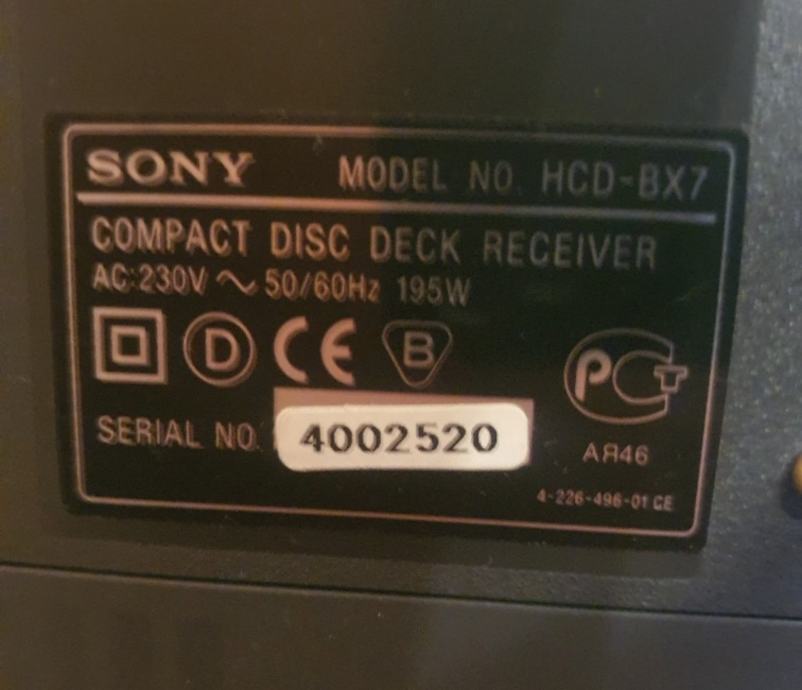 SONY MODEL NO. HCD-BX7
COMPACT DISC DECK RECEIVER
AC:230V ~ 50/60Hz 195W
D CE B
PCT
SERIAL NO. 4002520
АЯ46
4-226-496-01 CE